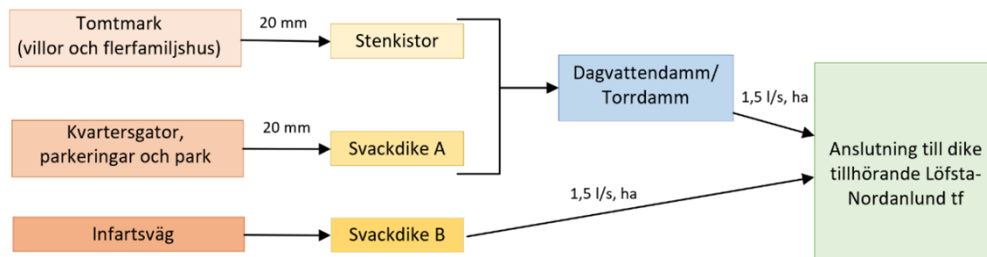 Tomtmark
(villor och flerfamiljshus)
20 mm
Stenkistor
Dagvattendamm/
Torrdamm
1,5 l/s, ha
Kvartersgator,
parkeringar och park
20 mm
Svackdike A
Anslutning till dike
tillhörande Löfsta-
Nordanlund tf
1,5 l/s, ha
Infartsväg
Svackdike B